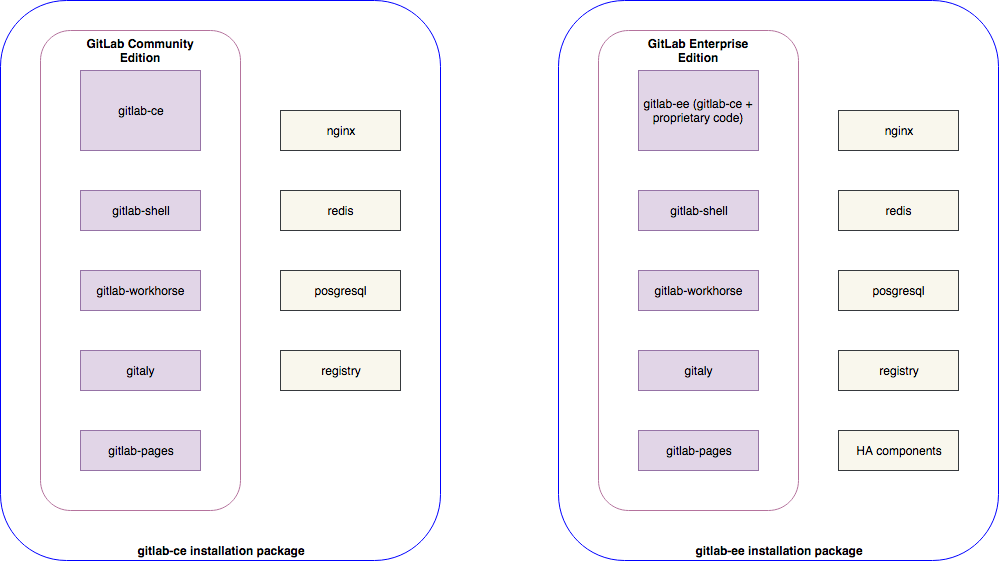 GitLab Community
Edition
gitlab-ce
nginx
gitlab-shell
redis
gitlab-workhorse
posgresql
gitaly
registry
gitlab-pages
gitlab-ce installation package
GitLab Enterprise
Edition
gitlab-ee (gitlab-ce +
proprietary code)
nginx
gitlab-shell
redis
gitlab-workhorse
posgresql
gitaly
registry
gitlab-pages
HA components
gitlab-ee installation package